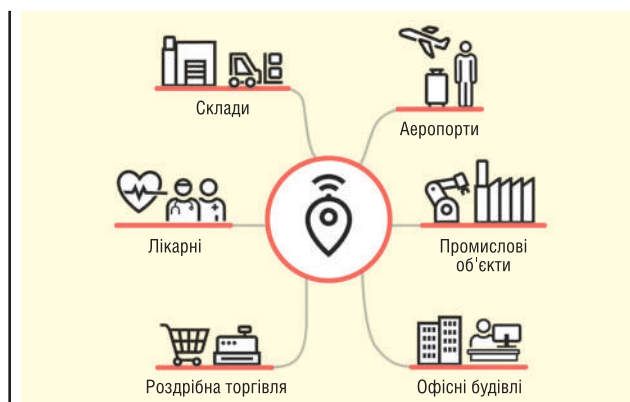 Склади
Аеропорти
Лікарні
Промислові
об'єкти
Роздрібна торгівля
Офісні будівлі